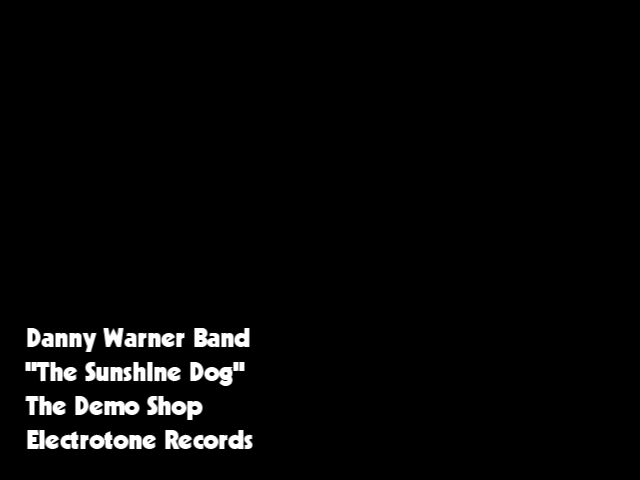 Danny Warner Band
"The Sunshine Dog"
The Demo Shop
Electrotone Records